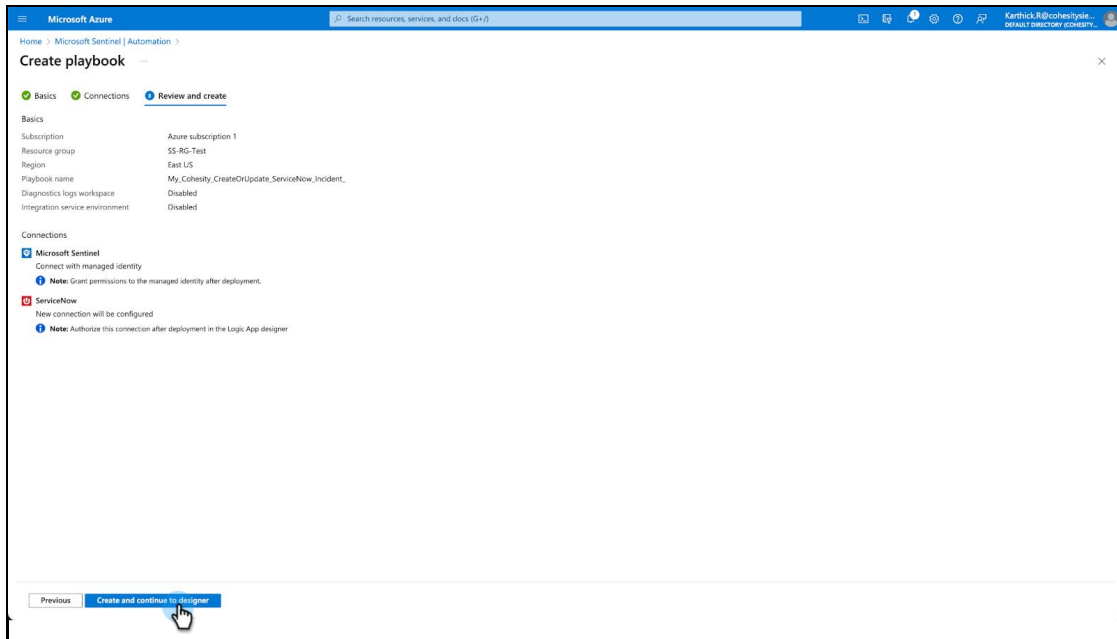 Microsoft Azure
Search resources, services, and docs (G+/)
1
Karthick.R@cohesitysie...
DEFAULT DIRECTORY (COHESITY...
Home > Microsoft Sentinel | Automation >
Create playbook ...
Basics
Connections
3 Review and create
Basics
Subscription Azure subscription 1
Resource group SS-RG-Test
Region East US
Playbook name My_Cohesity_CreateOrUpdate_ServiceNow_Incident_
Diagnostics logs workspace Disabled
Integration service environment Disabled
Connections
Microsoft Sentinel
Connect with managed identity
Note: Grant permissions to the managed identity after deployment.
ServiceNow
New connection will be configured
Note: Authorize this connection after deployment in the Logic App designer
Previous
Create and continue to designer